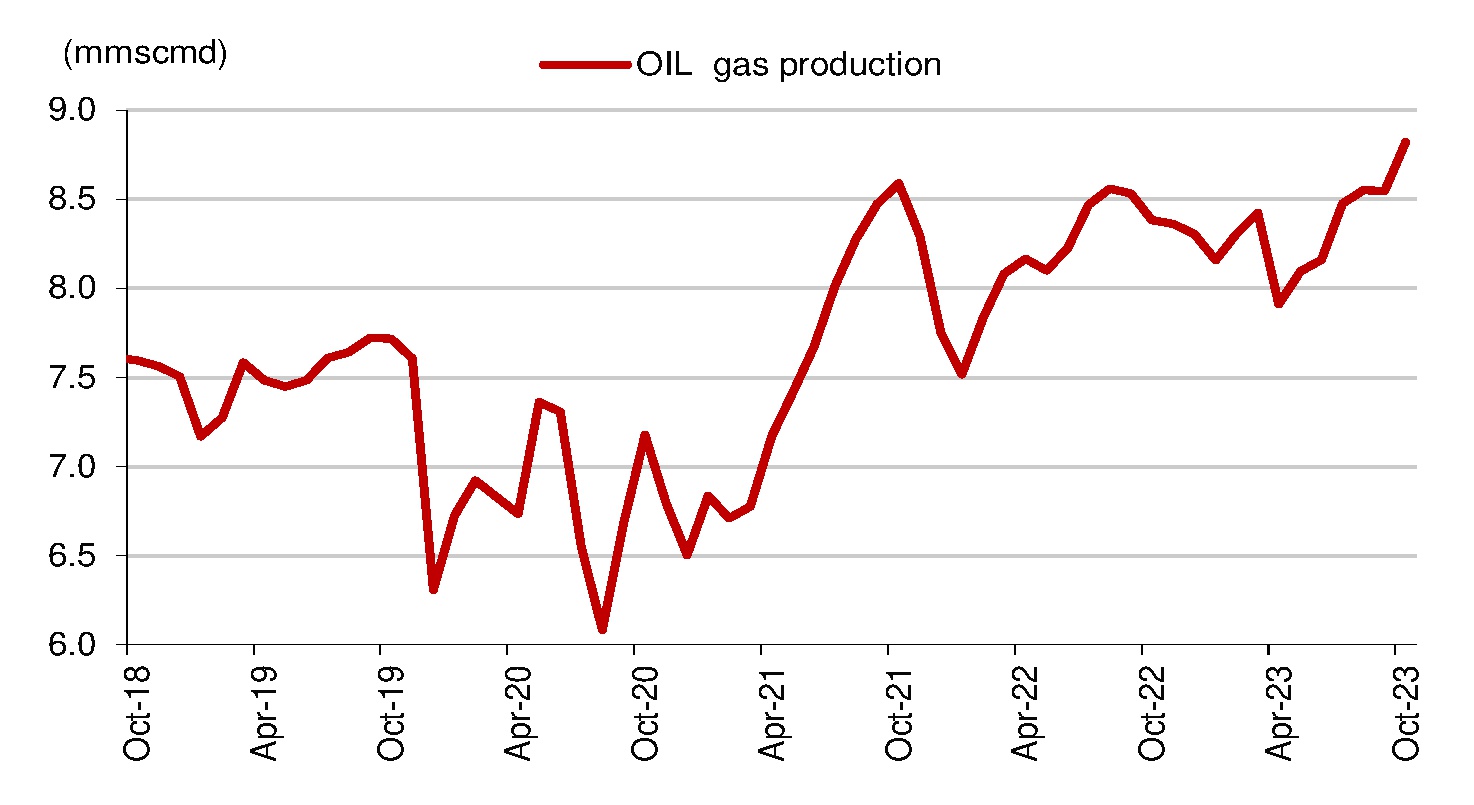 (mmscmd)
OIL gas production
9.0
8.5
8.0
7.5
7.0
6.5
6.0
Oct-18
Apr-19
Oct-19
Apr-20
Oct-20
Apr-21
Oct-21
Apr-22
Oct-22
Apr-23
Oct-23